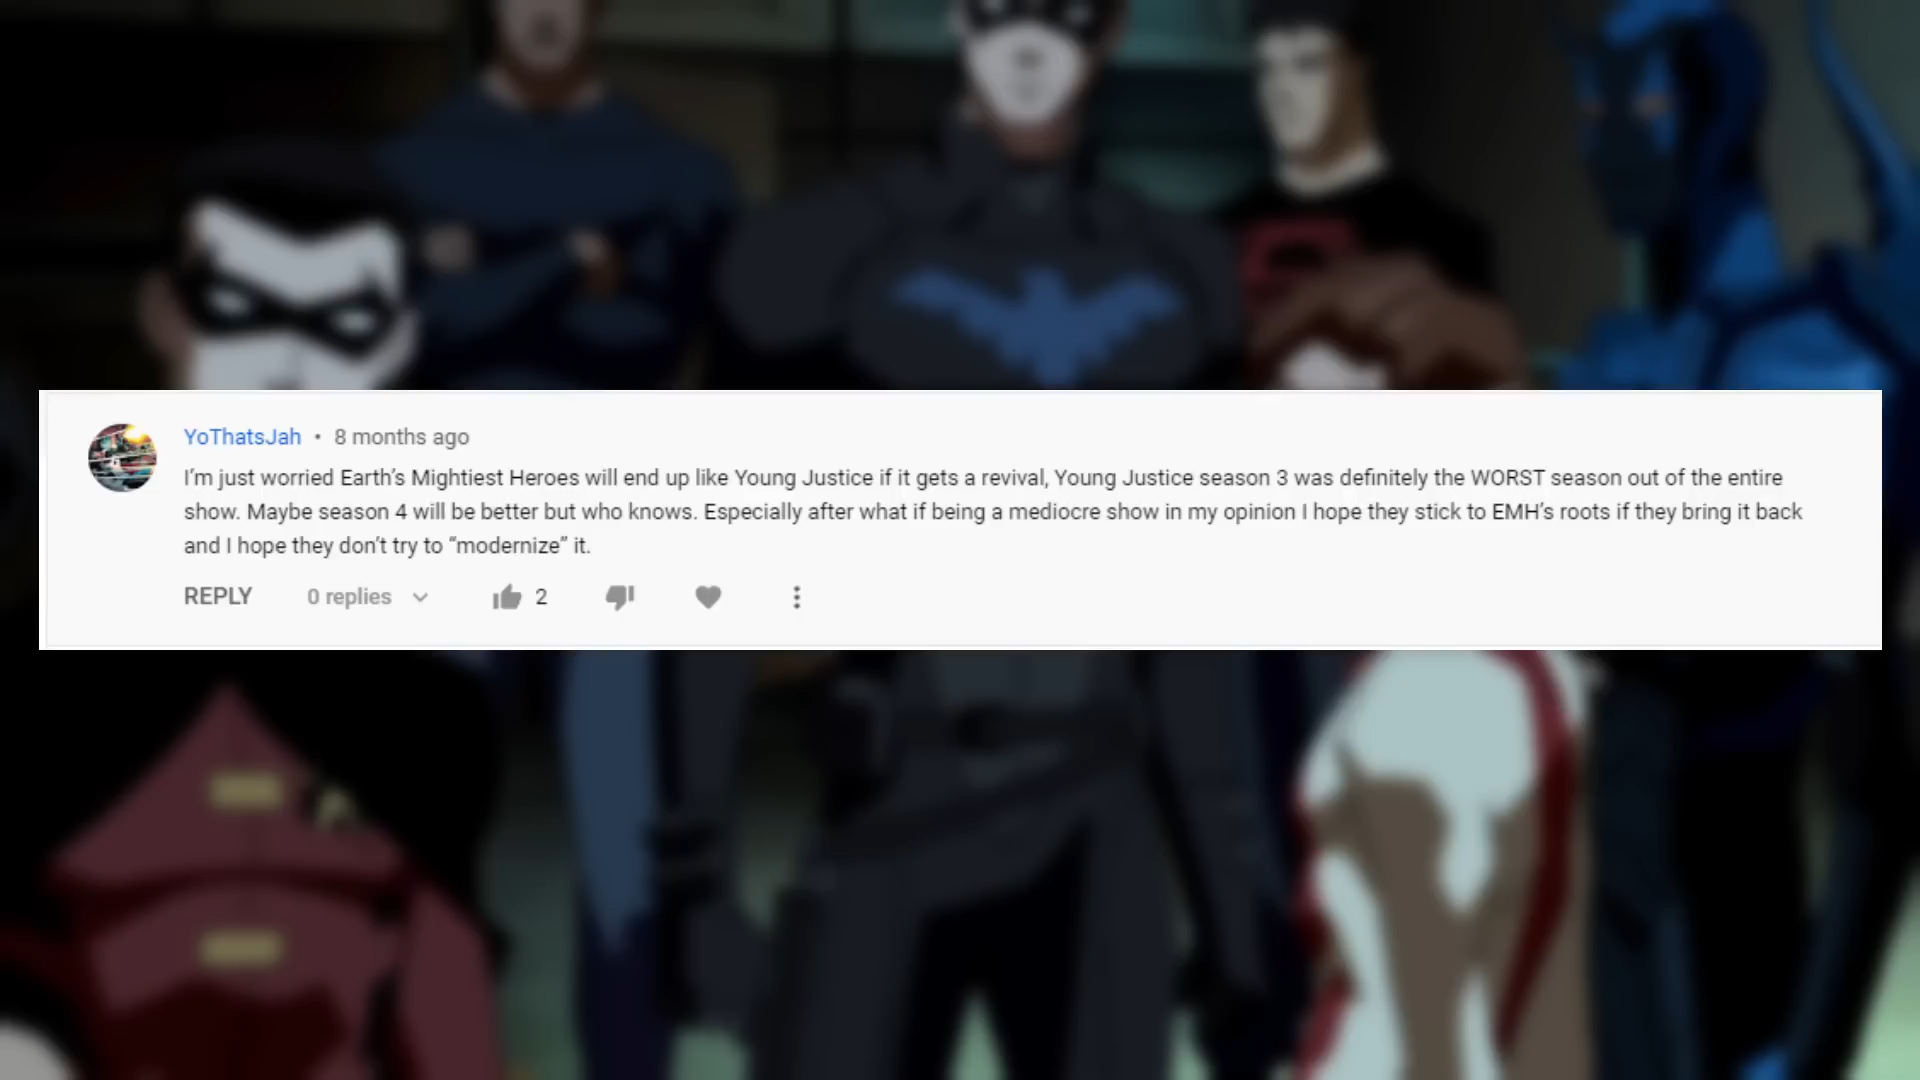 YoThatsJah • 8 months ago
I’m just worried Earth’s Mightiest Heroes will end up like Young Justice if it gets a revival, Young Justice season 3 was definitely the WORST season out of the entire
show. Maybe season 4 will be better but who knows. Especially after what if being a mediocre show in my opinion I hope they stick to EMH’s roots if they bring it back
and I hope they don’t try to “modernize” it.
REPLY 0 replies 2